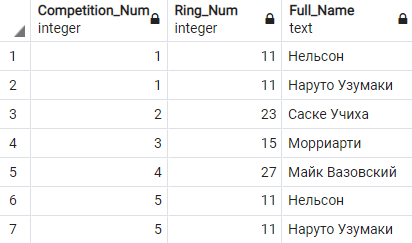 Competition_Num Ring_Num Full_Name
integer integer text
1 1 11 Нельсон
2 1 11 Наруто Узумаки
3 2 23 Саске Учиха
4 3 15 Морриарти
5 4 27 Майк Вазовский
6 5 11 Нельсон
7 5 11 Наруто Узумаки